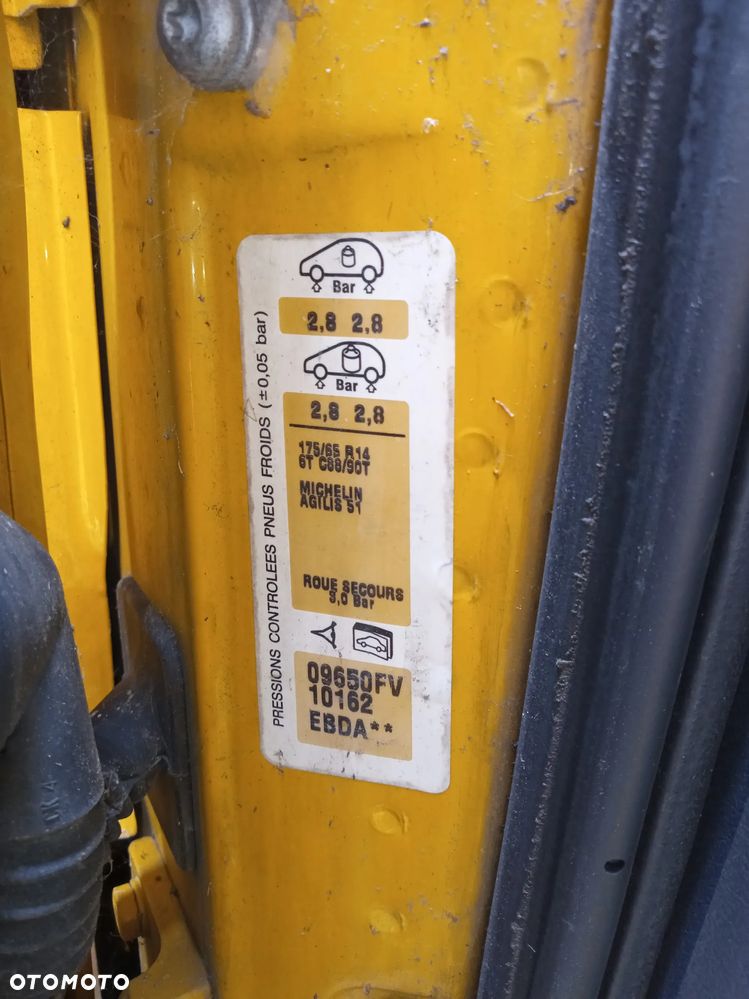 Bar
2,8 2,8
Bar
2,8 2,8
175/65 R14
6T C88/90T
MICHELIN
AGILIS 51
ROUE SECOURS
3,0 Bar
09650FV
10162
EBDA**
PRESSIONS CONTROLEES PNEUS FROIDS (±0,05 bar)
OTOMOTO